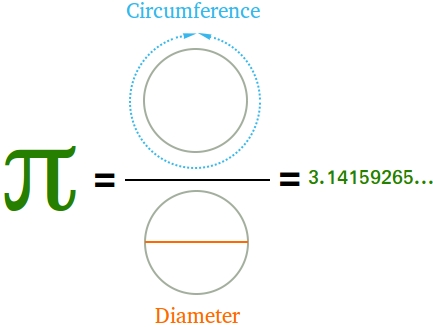 Circumference
π = = 3.14159265...
Diameter